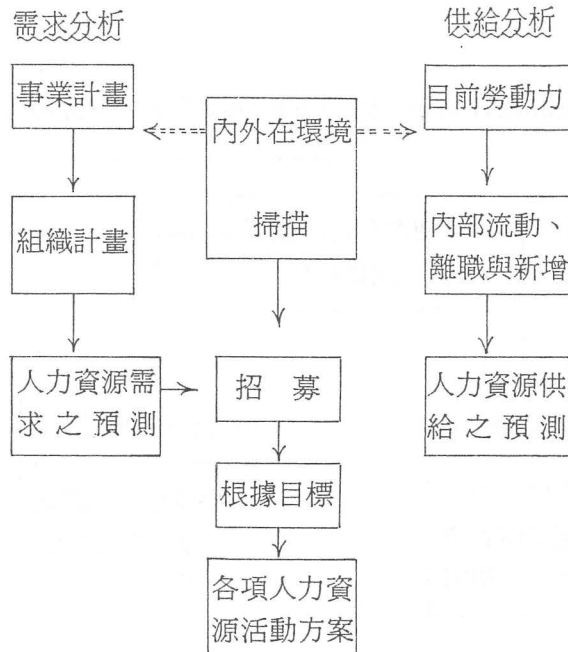 需求分析
供給分析
事業計畫
內外在環境
掃描
目前勞動力
組織計畫
內部流動、
離職與新增
人力資源需
求之預測
招募
人力資源供
給之預測
根據目標
各項人力資
源活動方案